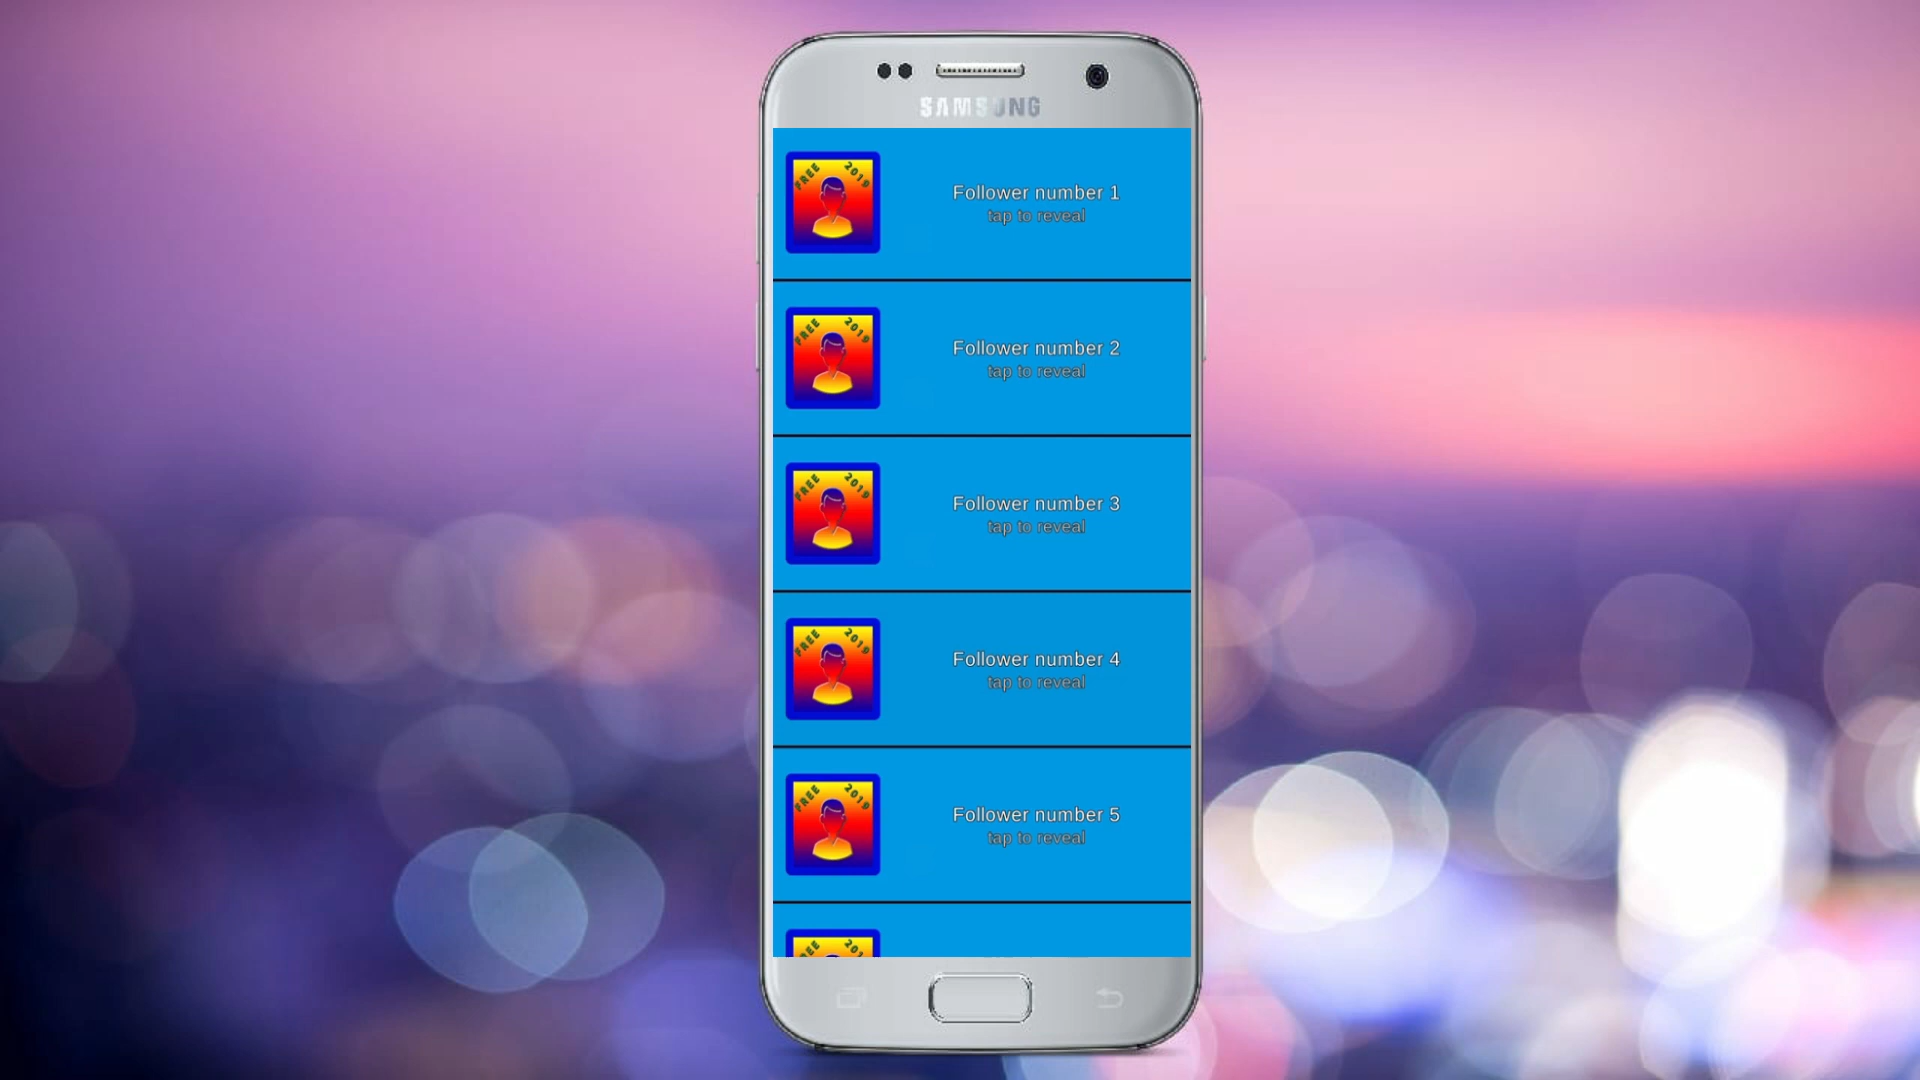 SAMSUNG
FREE 2019
Follower number 1
tap to reveal
FREE 2019
Follower number 2
tap to reveal
FREE 2019
Follower number 3
tap to reveal
FREE 2019
Follower number 4
tap to reveal
FREE 2019
Follower number 5
tap to reveal